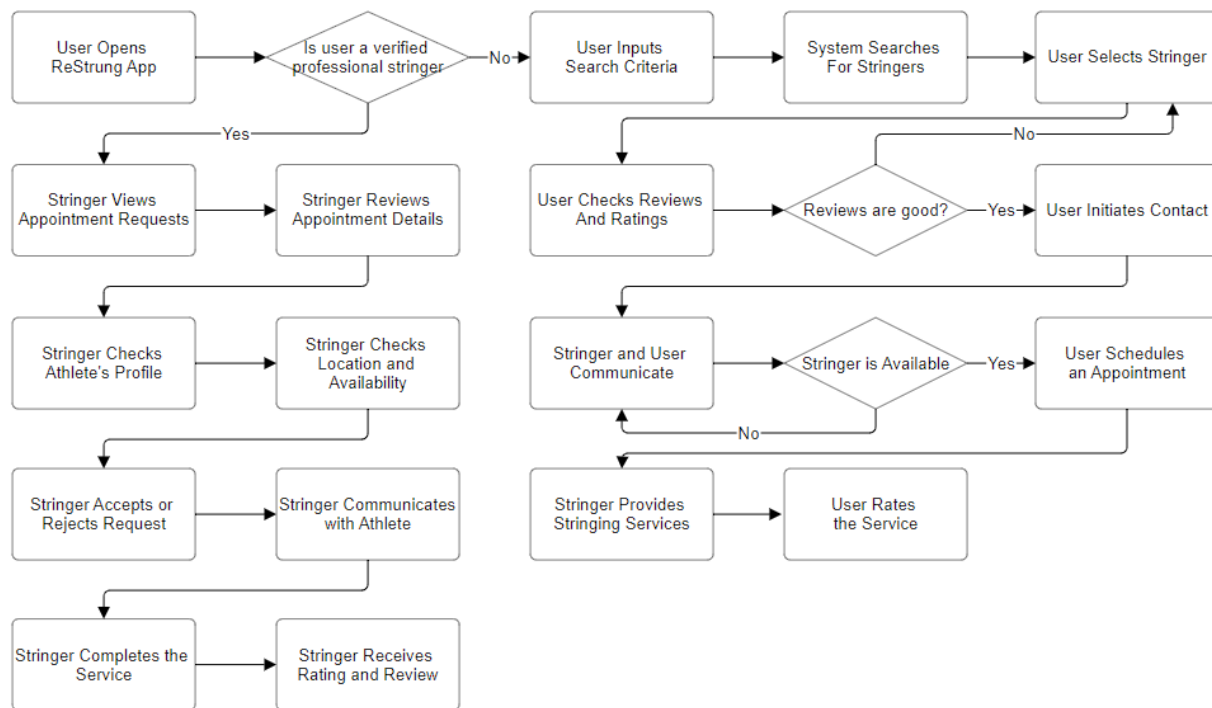 User Opens
ReStrung App
Is user a verified
professional stringer
No
User Inputs
Search Criteria
System Searches
For Stringers
User Selects Stringer
Yes
No
Stringer Views
Appointment Requests
Stringer Reviews
Appointment Details
User Checks Reviews
And Ratings
Reviews are good?
Yes
User Initiates Contact
Stringer Checks
Athlete's Profile
Stringer Checks
Location and
Availability
Stringer and User
Communicate
Stringer is Available
Yes
User Schedules
an Appointment
No
Stringer Accepts or
Rejects Request
Stringer Communicates
with Athlete
Stringer Provides
Stringing Services
User Rates
the Service
Stringer Completes the
Service
Stringer Receives
Rating and Review